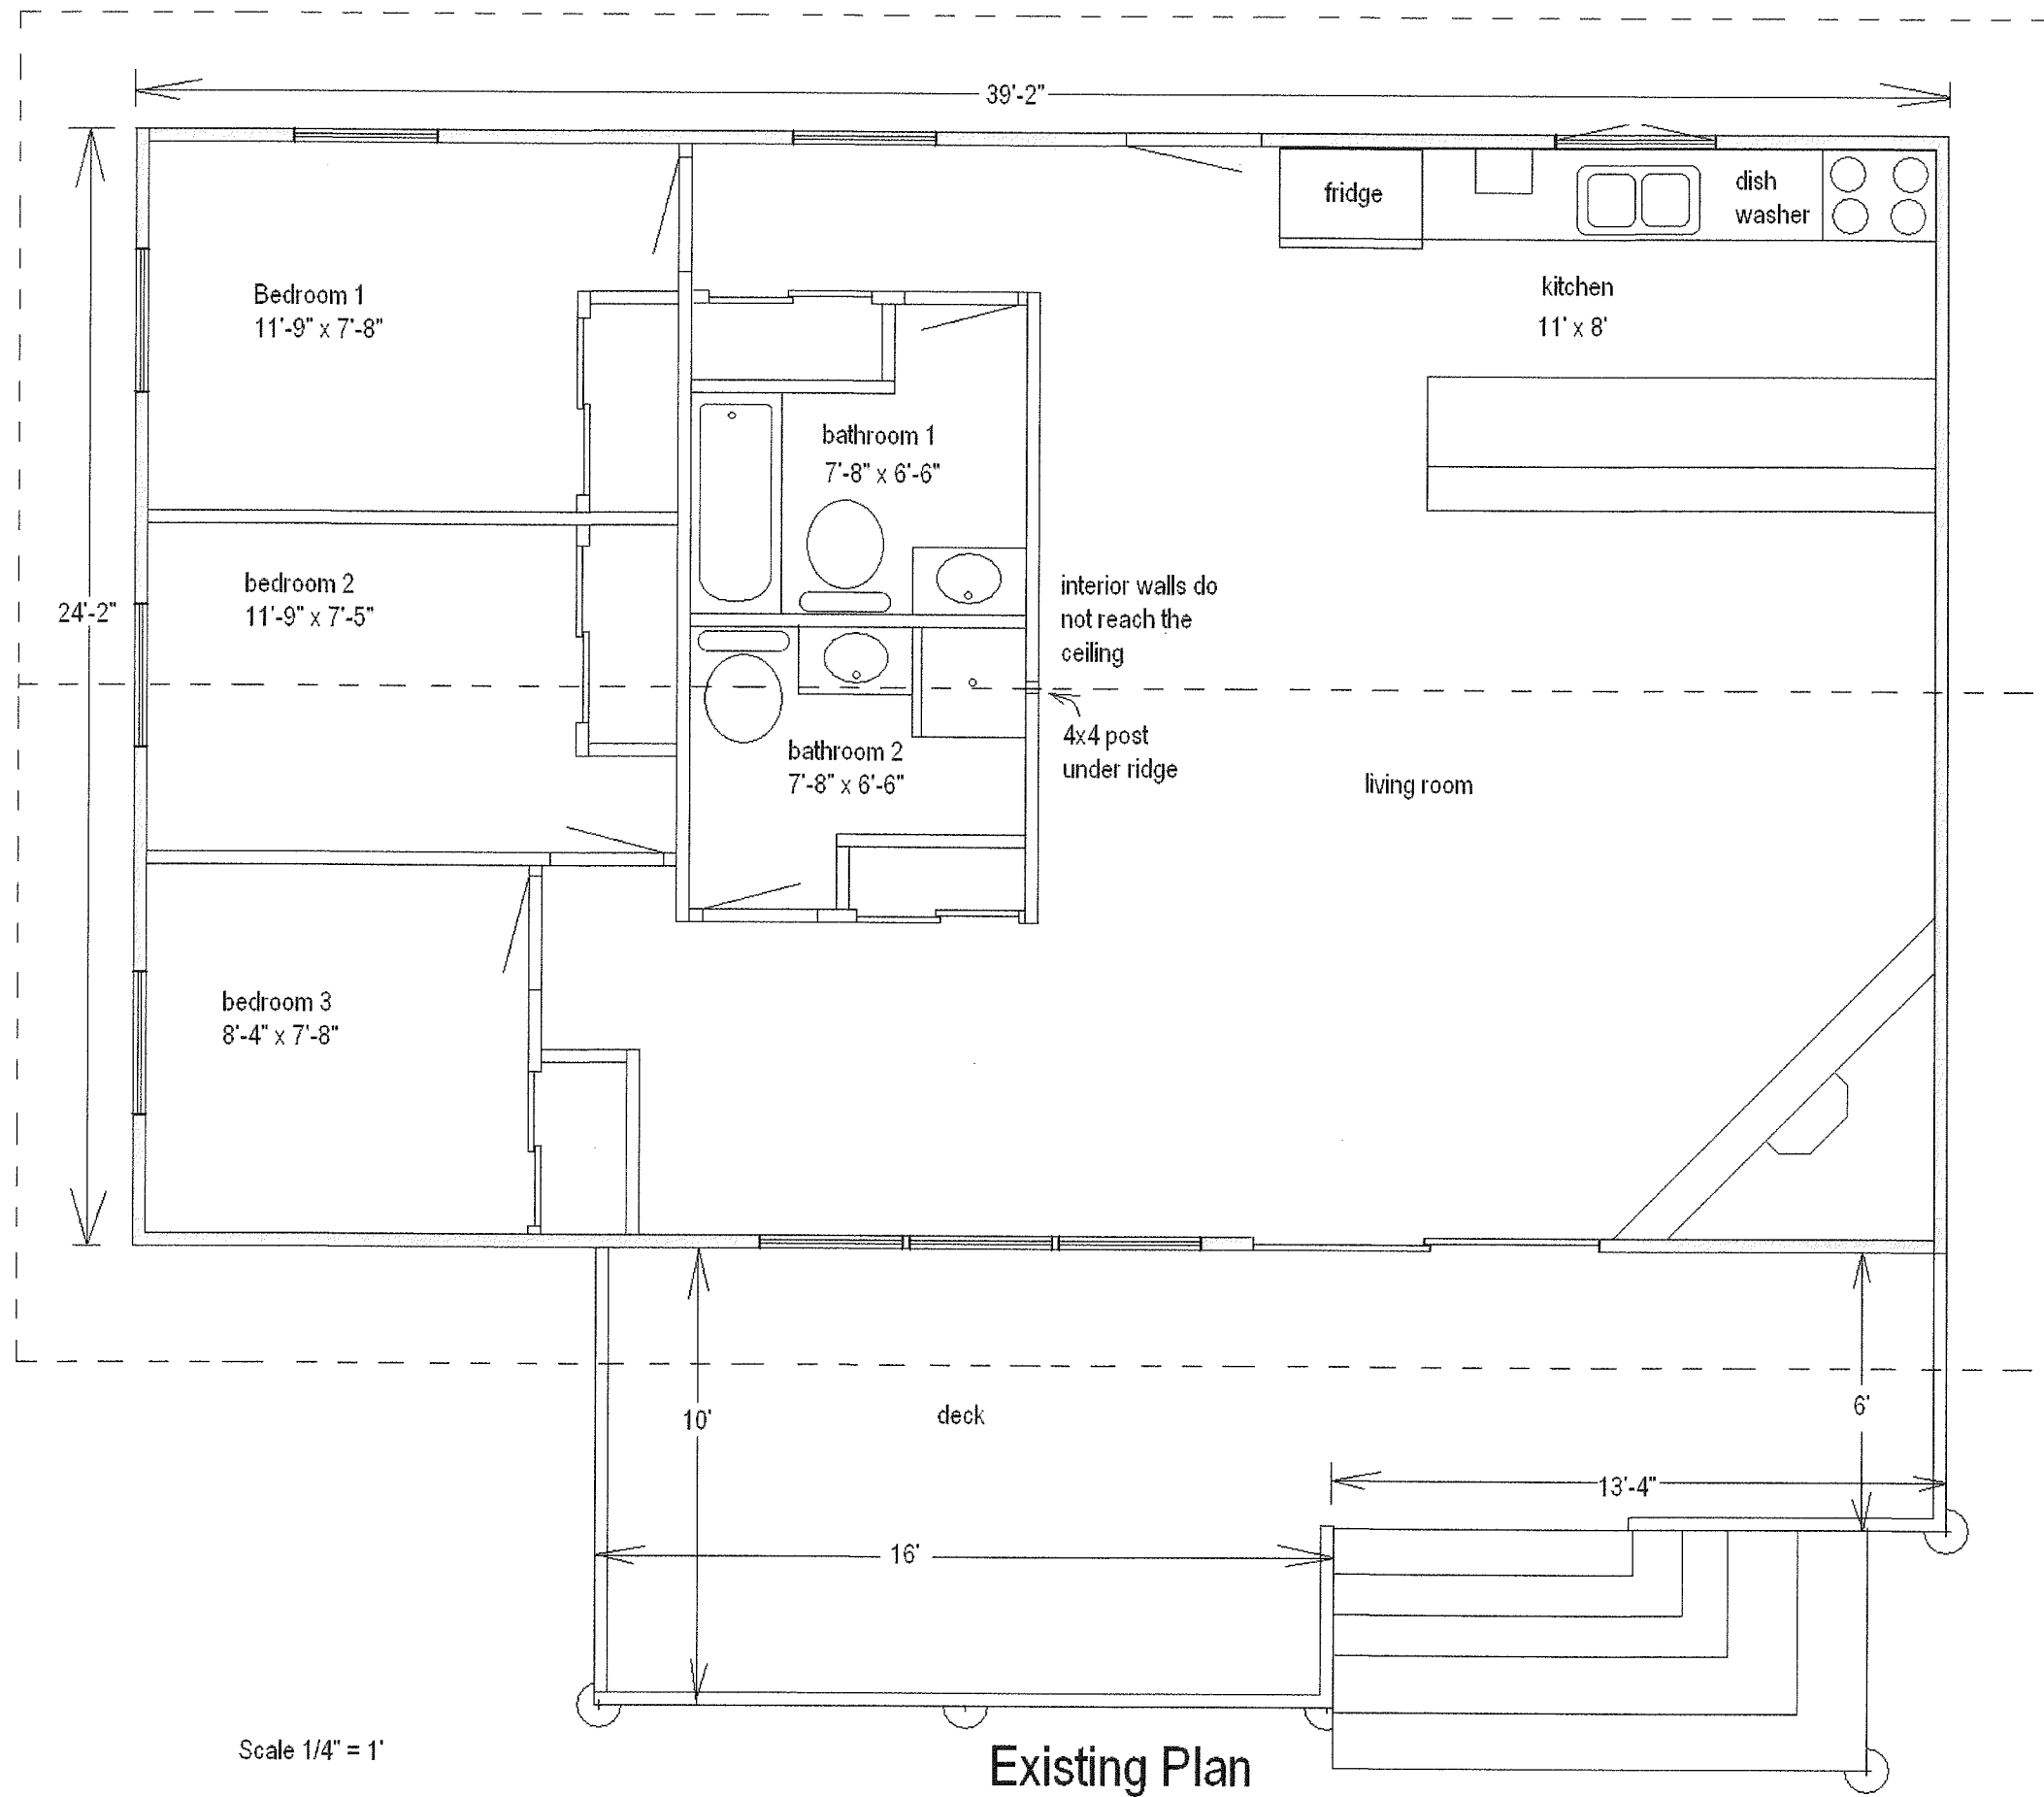 39'-2"
fridge
dish
washer
Bedroom 1
11'-9" x 7'-8"
kitchen
11' x 8'
bathroom 1
7'-8" x 6'-6"
24'-2"
bedroom 2
11'-9" x 7'-5"
interior walls do
not reach the
ceiling
4x4 post
under ridge
bathroom 2
7'-8" x 6'-6"
living room
bedroom 3
8'-4" x 7'-8"
10'
deck
6'
13'-4"
16'
Scale 1/4" = 1'
Existing Plan